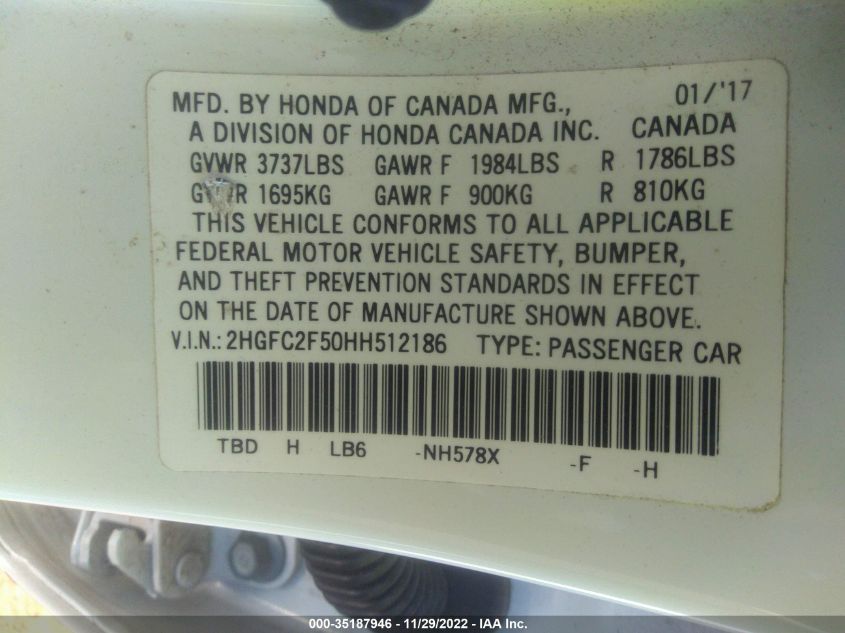 MFD. BY HONDA OF CANADA MFG., 01/'17
A DIVISION OF HONDA CANADA INC. CANADA
GVWR 3737LBS GAWR F 1984LBS R 1786LBS
GVWR 1695KG GAWR F 900KG R 810KG
THIS VEHICLE CONFORMS TO ALL APPLICABLE
FEDERAL MOTOR VEHICLE SAFETY, BUMPER,
AND THEFT PREVENTION STANDARDS IN EFFECT
ON THE DATE OF MANUFACTURE SHOWN ABOVE.
V.I.N.: 2HGFC2F50HH512186 TYPE: PASSENGER CAR
TBD H LB6 -NH578X -F -H
000-35187946 - 11/29/2022 - IAA Inc.